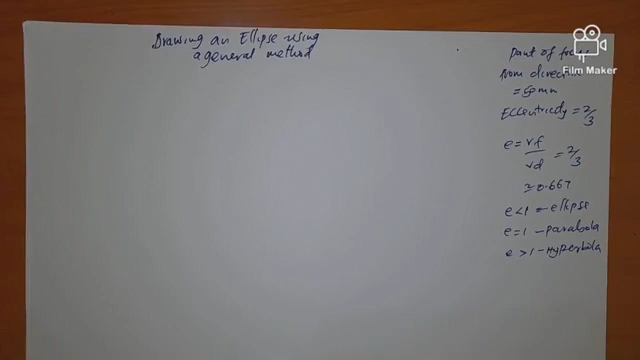 Drawing an Ellipse using
a general method
Point of focus
from directrix
= 50mm
Eccentricity = 2/3
e = vf/vd = 2/3
≈ 0.667
e<1 = ellipse
e=1 - parabola
e >1 - Hyperbola
Film Maker